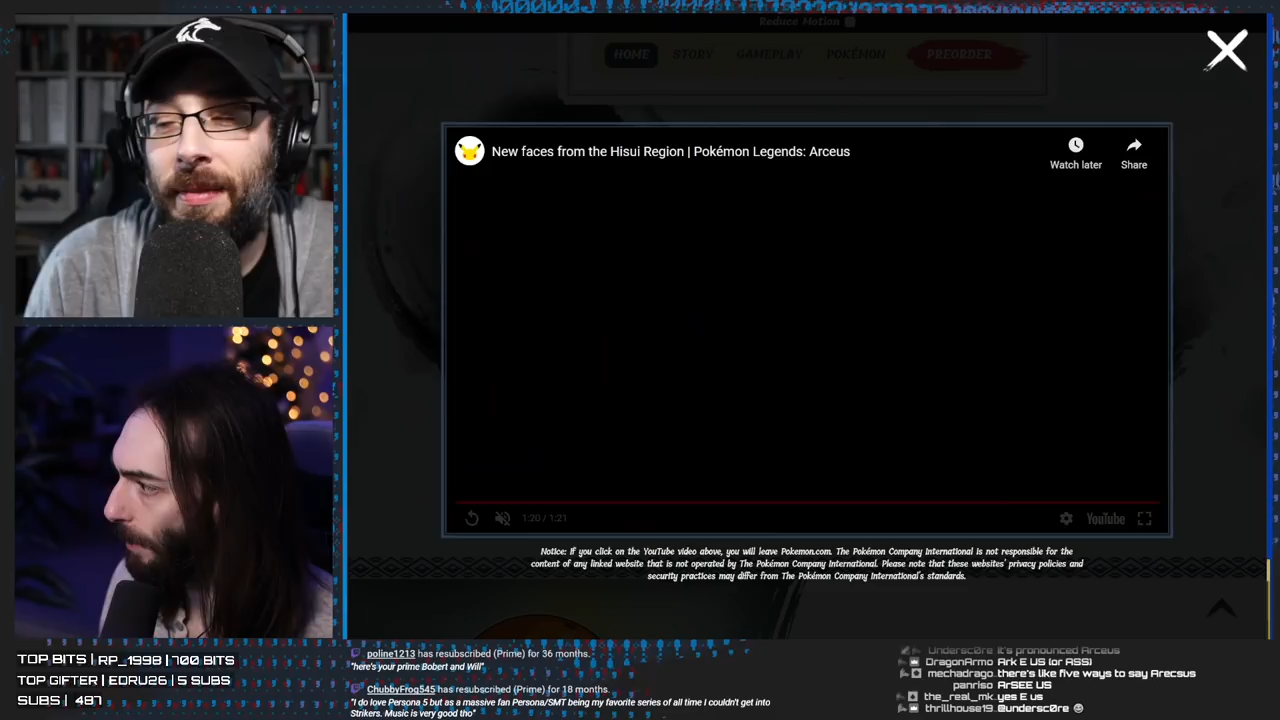 Reduce Motion
HOME STORY GAMEPLAY POKÉMON PREORDER
New faces from the Hisui Region | Pokémon Legends: Arceus
Watch later
Share
1:20 / 1:21
YouTube
Notice: If you click on the YouTube video above, you will leave Pokemon.com. The Pokémon Company International is not responsible for the
content of any linked website that is not operated by The Pokémon Company International. Please note that these websites' privacy policies and
security practices may differ from The Pokémon Company International's standards.
TOP BITS | RP_1998 | 700 BITS
TOP GIFTER | EDRU26 | 5 SUBS
SUBS | 487
poline1213 has resubscribed (Prime) for 36 months.
"here's your prime Bobert and Will"
ChubbyFrog545 has resubscribed (Prime) for 18 months.
"I do love Persona 5 but as a massive fan Persona/SMT being my favorite series of all time I couldn't get into
Strikers. Music is very good tho"
Undersc0re it's pronounced Arceus
DragonArmo Ark E US (or ASS)
mechadrago there's like five ways to say Arecsus
panriso ArSEE US
the_real_mk yes E us
thrillhouse19 @undersc0re